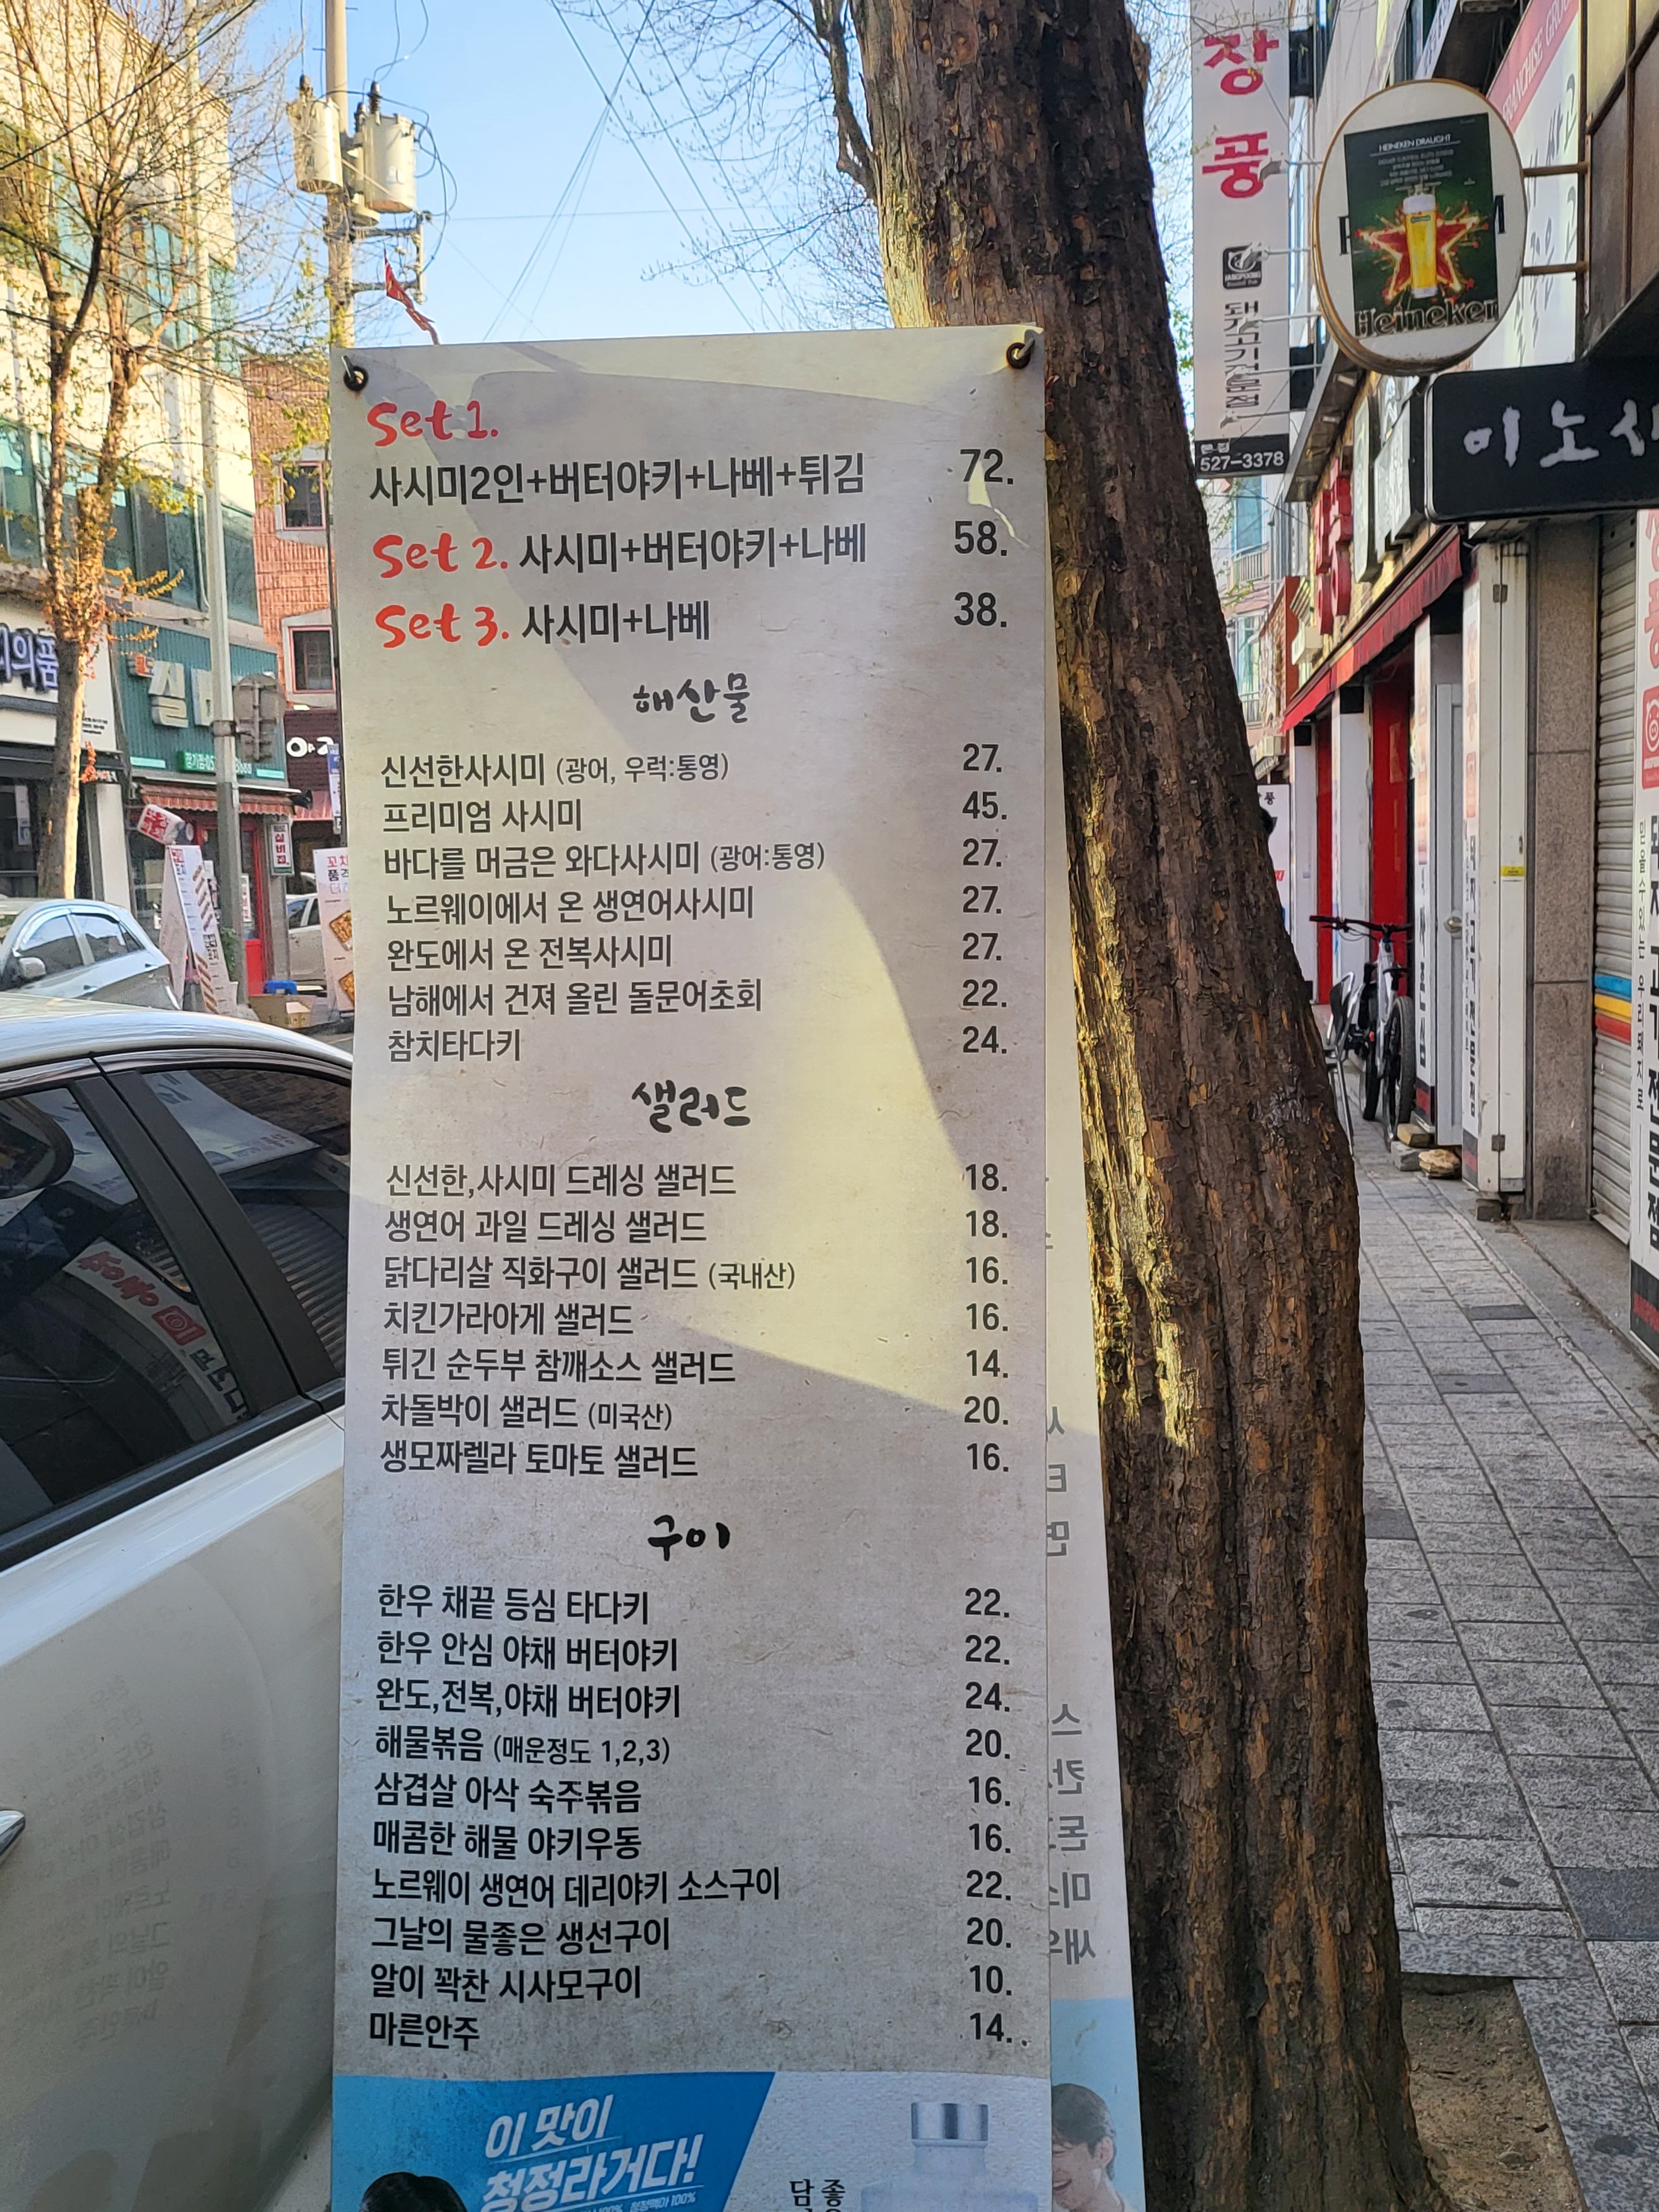 Set 1.
사시미2인+버터야키+나베+튀김 72.
Set 2. 사시미+버터야키+나베 58.
Set 3. 사시미+나베 38.
해산물
신선한사시미 (광어, 우럭:통영) 27.
프리미엄 사시미 45.
바다를 머금은 와다사시미 (광어:통영) 27.
노르웨이에서 온 생연어사시미 27.
완도에서 온 전복사시미 27.
남해에서 건져 올린 돌문어초회 22.
참치타다키 24.
샐러드
신선한,사시미 드레싱 샐러드 18.
생연어 과일 드레싱 샐러드 18.
닭다리살 직화구이 샐러드 (국내산) 16.
치킨가라아게 샐러드 16.
튀긴 순두부 참깨소스 샐러드 14.
차돌박이 샐러드 (미국산) 20.
생모짜렐라 토마토 샐러드 16.
구이
한우 채끝 등심 타다키 22.
한우 안심 야채 버터야키 22.
완도,전복,야채 버터야키 24.
해물볶음 (매운정도 1,2,3) 20.
삼겹살 아삭 숙주볶음 16.
매콤한 해물 야키우동 16.
노르웨이 생연어 데리야키 소스구이 22.
그날의 물좋은 생선구이 20.
알이 꽉찬 시사모구이 10.
마른안주 14.
이 맛이
청정라거다!
장풍
돼지고기전문점
527-3378
HEINEKEN DRAUGHT
Heineken
이노
FRANCHISE
돼지고기전문점